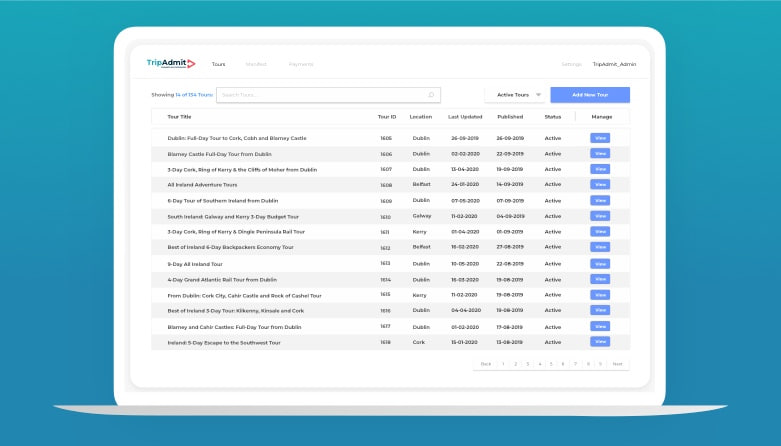 TripAdmit Tours Manifest Payments Settings TripAdmit_Admin
Showing 14 of 134 Tours: Search Tours... Active Tours Add New Tour
Tour Title Tour ID Location Last Updated Published Status Manage
Dublin: Full-Day Tour to Cork, Cobh and Blarney Castle 1605 Dublin 26-09-2019 26-09-2019 Active View
Blarney Castle Full-Day Tour from Dublin 1606 Dublin 02-02-2020 22-09-2019 Active View
3-Day Cork, Ring of Kerry & the Cliffs of Moher from Dublin 1607 Dublin 13-04-2020 19-09-2019 Active View
All Ireland Adventure Tours 1608 Belfast 24-01-2020 14-09-2019 Active View
6-Day Tour of Southern Ireland from Dublin 1609 Dublin 07-05-2020 07-09-2019 Active View
South Ireland: Galway and Kerry 3-Day Budget Tour 1610 Galway 11-02-2020 04-09-2019 Active View
3-Day Cork, Ring of Kerry & Dingle Peninsula Rail Tour 1611 Kerry 01-04-2020 01-09-2019 Active View
Best of Ireland 6-Day Backpackers Economy Tour 1612 Belfast 16-02-2020 27-08-2019 Active View
9-Day All Ireland Tour 1613 Dublin 10-05-2020 22-08-2019 Active View
4-Day Grand Atlantic Rail Tour from Dublin 1614 Dublin 16-03-2020 19-08-2019 Active View
From Dublin: Cork City, Cahir Castle and Rock of Cashel Tour 1615 Kerry 11-02-2020 19-08-2019 Active View
Best of Ireland 3-Day Tour: Kilkenny, Kinsale and Cork 1616 Dublin 04-04-2020 19-08-2019 Active View
Blarney and Cahir Castles: Full-Day Tour from Dublin 1617 Dublin 01-02-2020 17-08-2019 Active View
Ireland: 5-Day Escape to the Southwest Tour 1618 Cork 15-01-2020 13-08-2019 Active View
Back 1 2 3 4 5 6 7 8 9 Next